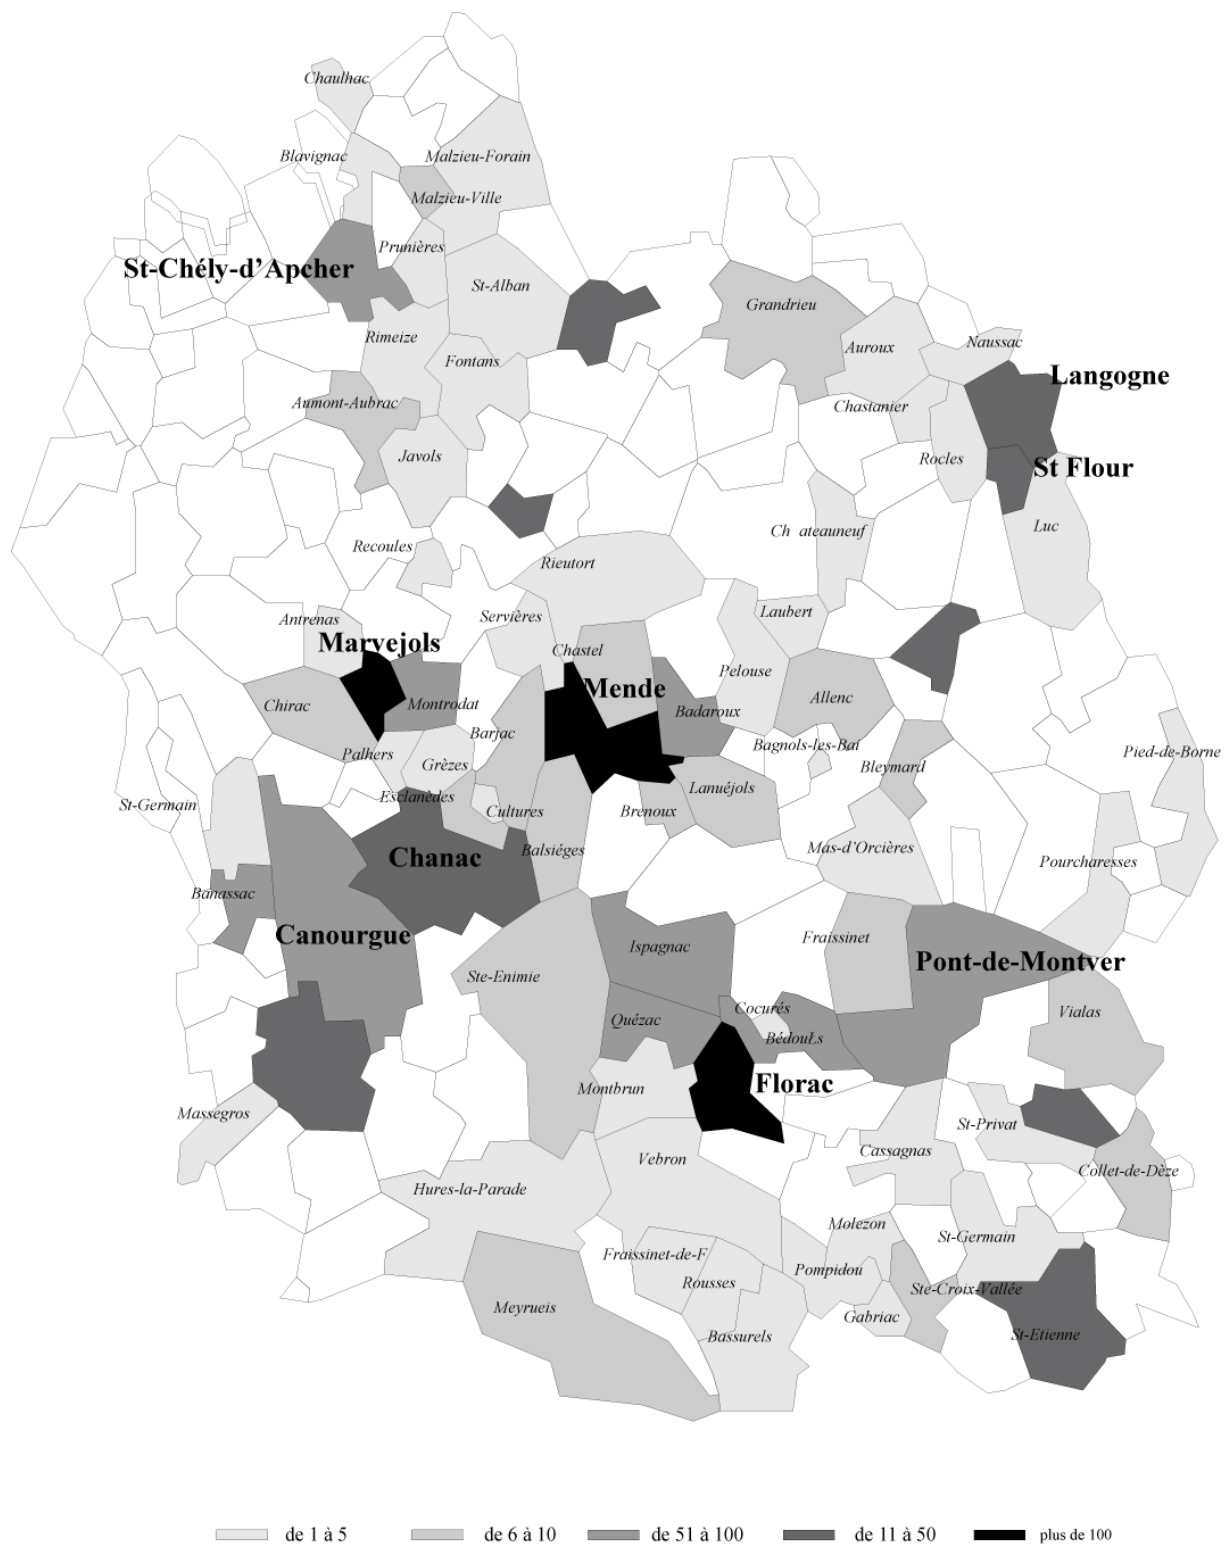 Chaulhac
Blavignac
Malzieu-Forain
Malzieu-Ville
Prunières
St-Chély-d’Apcher
St-Alban
Grandrieu
Rimeize
Auroux
Naussac
Fontans
Langogne
Aumont-Aubrac
Chastanier
Javols
Rocles
St Flour
Ch ateauneuf
Luc
Recoules
Rieutort
Antrenas
Servières
Laubert
Marvejols
Chastel
Pelouse
Mende
Chirac
Montrodat
Badaroux
Allenc
Barjac
Palhers
Bagnols-les-Bai
Pied-de-Borne
Grèzes
Bleymard
Esclanèdes
Lanuéjols
St-Germain
Cultures
Brenoux
Chanac
Balsiéges
Mas-d’Orcières
Pourcharesses
Banassac
Canourgue
Ispagnac
Fraissinet
Pont-de-Montver
Ste-Enimie
Quézac
Cocurés
Vialas
BédouŁs
Montbrun
Florac
Massegros
St-Privat
Cassagnas
Vebron
Collet-de-Dèze
Hures-la-Parade
Molezon
St-Germain
Fraissinet-de-F
Pompidou
Rousses
Ste-Croix-Vallée
Meyrueis
Gabriac
Bassurels
St-Etienne
de 1 à 5 de 6 à 10 de 51 à 100 de 11 à 50 plus de 100